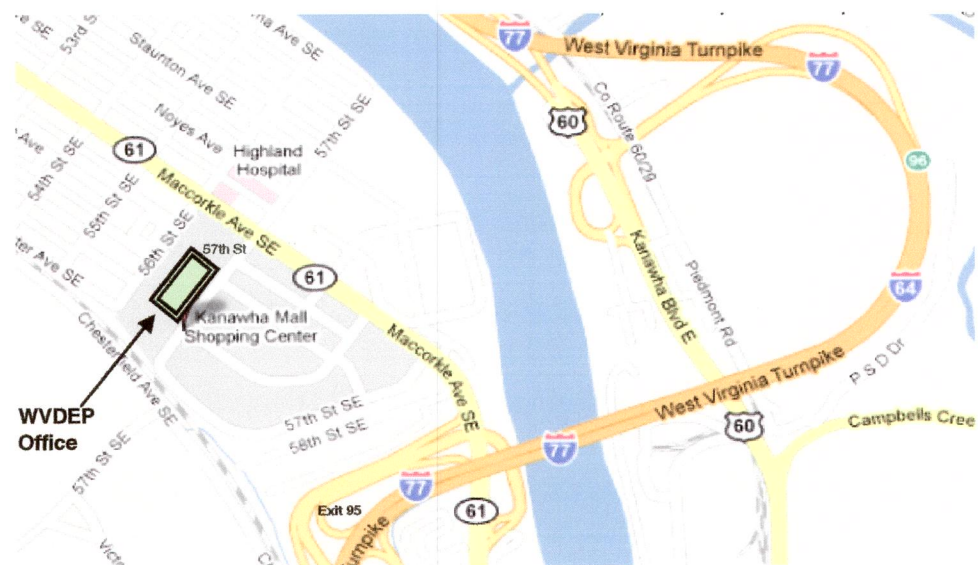 53rd
Staunton Ave SE
Ave SE
57th St SE
Noyes Ave
61
Highland
Hospital
54th St SE
55th St SE
56th St SE
Maccorkle Ave SE
57th St
61
Kanawha Mall
Shopping Center
Maccorkle Ave SE
Chesterfield Ave SE
WVDEP
Office
57th St SE
57th St SE
58th St SE
Exit 95
77
61
77
West Virginia Turnpike
77
77
60
Co Route 60/29
96
Kanawha Blvd E
Piedmont Rd
64
West Virginia Turnpike
P S D Dr
60
Campbells Cree